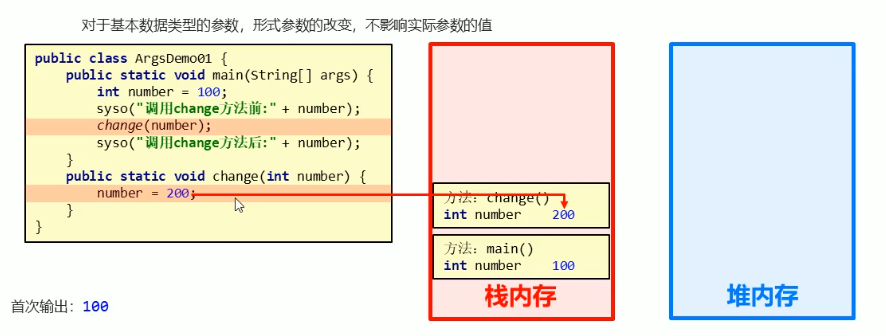 对于基本数据类型的参数，形式参数的改变，不影响实际参数的值
public class ArgsDemo01 {
public static void main(String[] args) {
int number = 100;
syso("调用change方法前:" + number);
change(number);
syso("调用change方法后:" + number);
}
public static void change(int number) {
number = 200;
}
}
首次输出：100
方法：change()
int number 200
方法：main()
int number 100
栈内存
堆内存